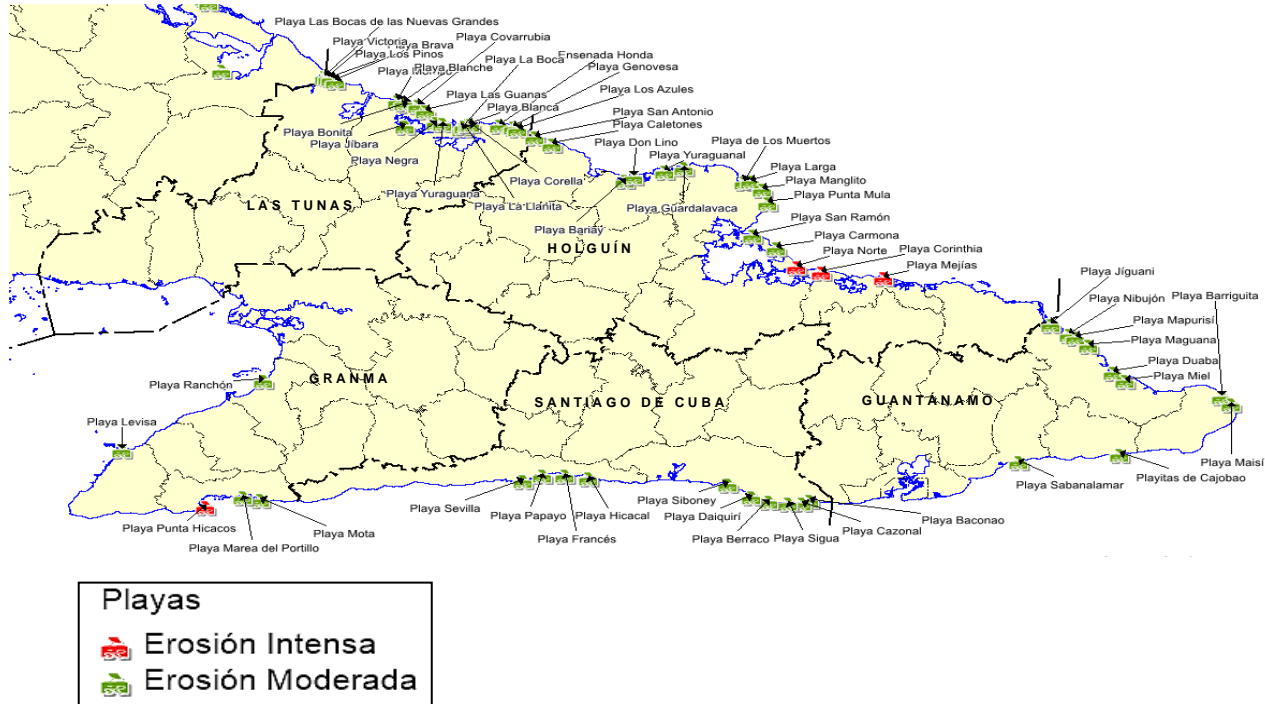 Playa Las Bocas de las Nuevas Grandes
Playa Victoria
Playa Brava
Playa Covarrubia
Playa Los Pinos
Playa La Boca
Ensenada Honda
Playa Blanche
Playa Genovesa
Playa Las Guanas
Playa Los Azules
Playa Blanca
Playa San Antonio
Playa Caletones
Playa Bonita
Playa Jíbara
Playa Don Lino
Playa de Los Muertos
Playa Negra
Playa Yuraguanal
Playa Larga
Playa Corella
Playa Manglito
Playa Yuraguana
Playa Punta Mula
LAS TUNAS
Playa La Llanita
Playa Guardalavaca
Playa San Ramón
Playa Bariay
Playa Carmona
HOLGUÍN
Playa Norte
Playa Corinthia
Playa Mejías
Playa Jíguani
Playa Nibujón
Playa Barriguita
Playa Mapurisí
Playa Maguana
Playa Duaba
Playa Miel
Playa Ranchón
GRANMA
SANTIAGO DE CUBA
GUANTÁNAMO
Playa Levisa
Playa Maisí
Playa Sabanalamar
Playitas de Cajobao
Playa Siboney
Playa Sevilla
Playa Papayo
Playa Hicacal
Playa Daiquirí
Playa Baconao
Playa Punta Hicacos
Playa Mota
Playa Cazonal
Playa Francés
Playa Berraco
Playa Sigua
Playa Marea del Portillo
Playas
Erosión Intensa
Erosión Moderada